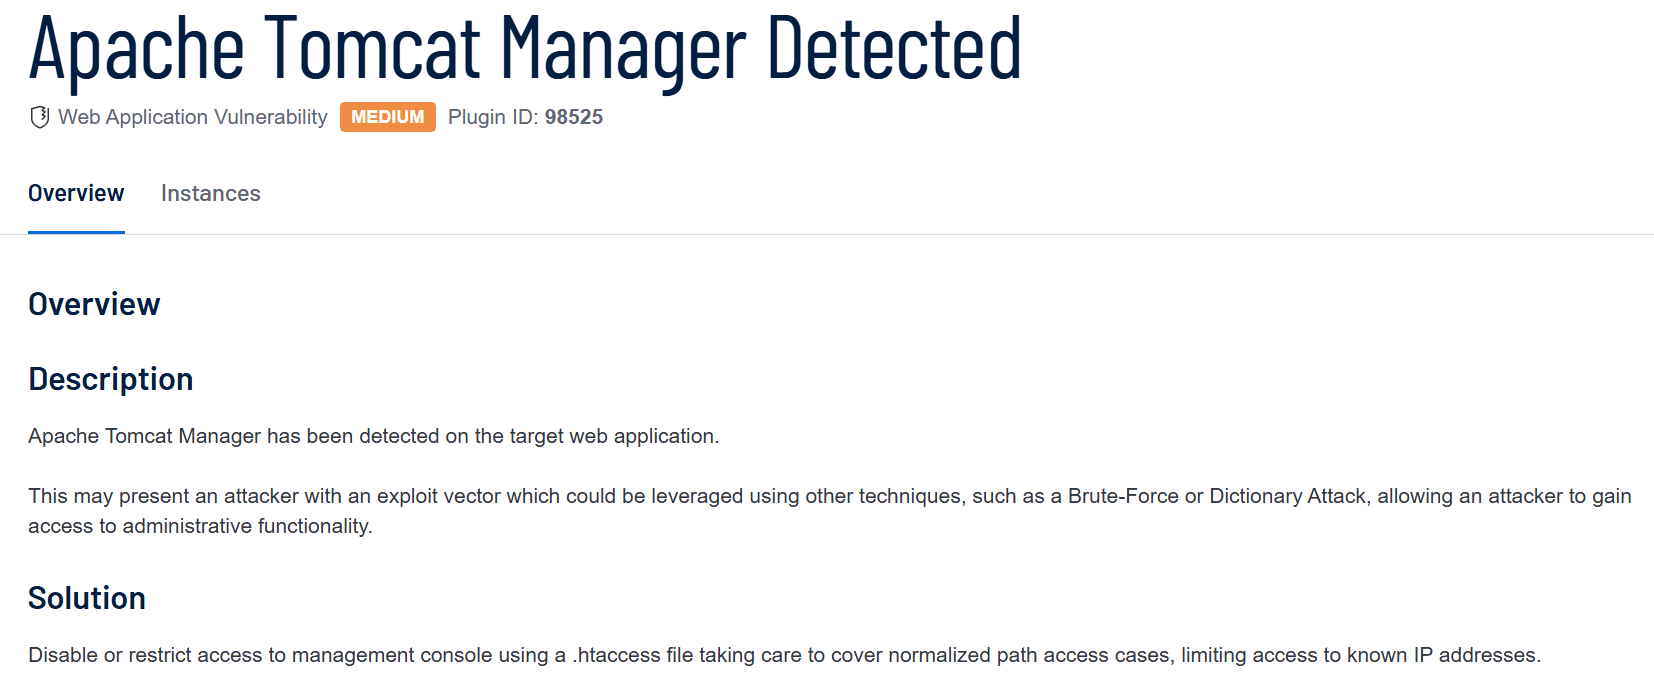 Apache Tomcat Manager Detected
Web Application Vulnerability MEDIUM Plugin ID: 98525
Overview Instances
Overview
Description
Apache Tomcat Manager has been detected on the target web application.
This may present an attacker with an exploit vector which could be leveraged using other techniques, such as a Brute-Force or Dictionary Attack, allowing an attacker to gain
access to administrative functionality.
Solution
Disable or restrict access to management console using a .htaccess file taking care to cover normalized path access cases, limiting access to known IP addresses.